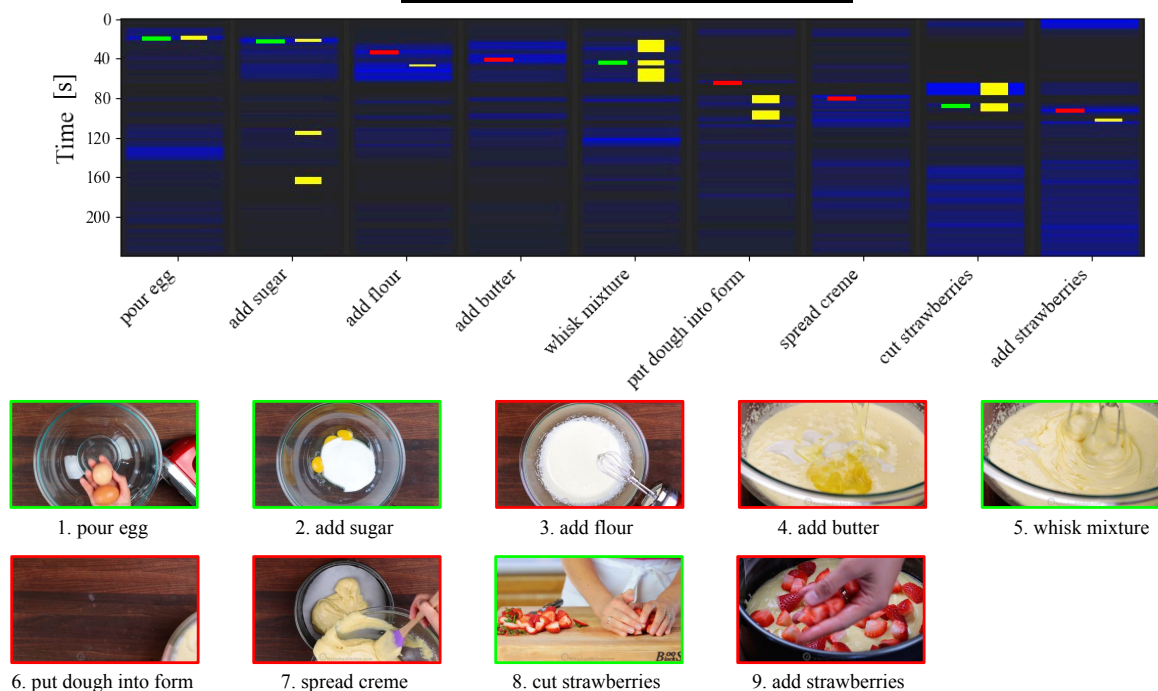 0
40
80
120
160
200
Time [s]
pour egg
add sugar
add flour
add butter
whisk mixture
put dough into form
spread creme
cut strawberries
add strawberries
1. pour egg
2. add sugar
3. add flour
4. add butter
5. whisk mixture
6. put dough into form
7. spread creme
8. cut strawberries
9. add strawberries